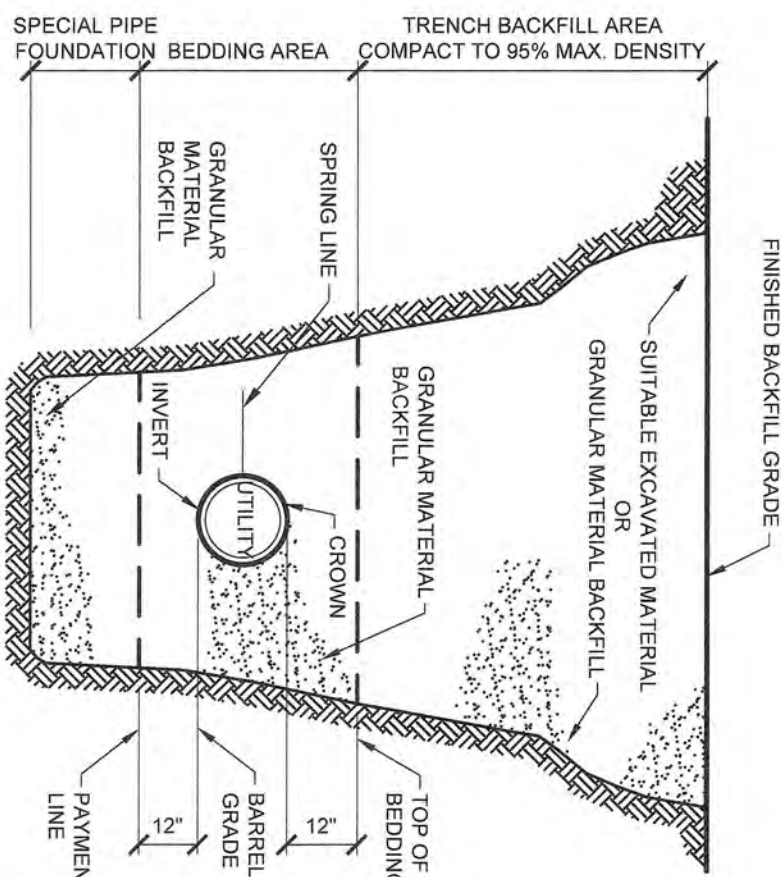 SPECIAL PIPE
FOUNDATION
BEDDING AREA
TRENCH BACKFILL AREA
COMPACT TO 95% MAX. DENSITY
FINISHED BACKFILL GRADE
SUITABLE EXCAVATED MATERIAL
OR
GRANULAR MATERIAL BACKFILL
SPRING LINE
GRANULAR
MATERIAL
BACKFILL
GRANULAR MATERIAL
BACKFILL
INVERT
UTILITY
CROWN
TOP OF
BEDDING
12"
BARREL
GRADE
12"
PAYMEN
LINE